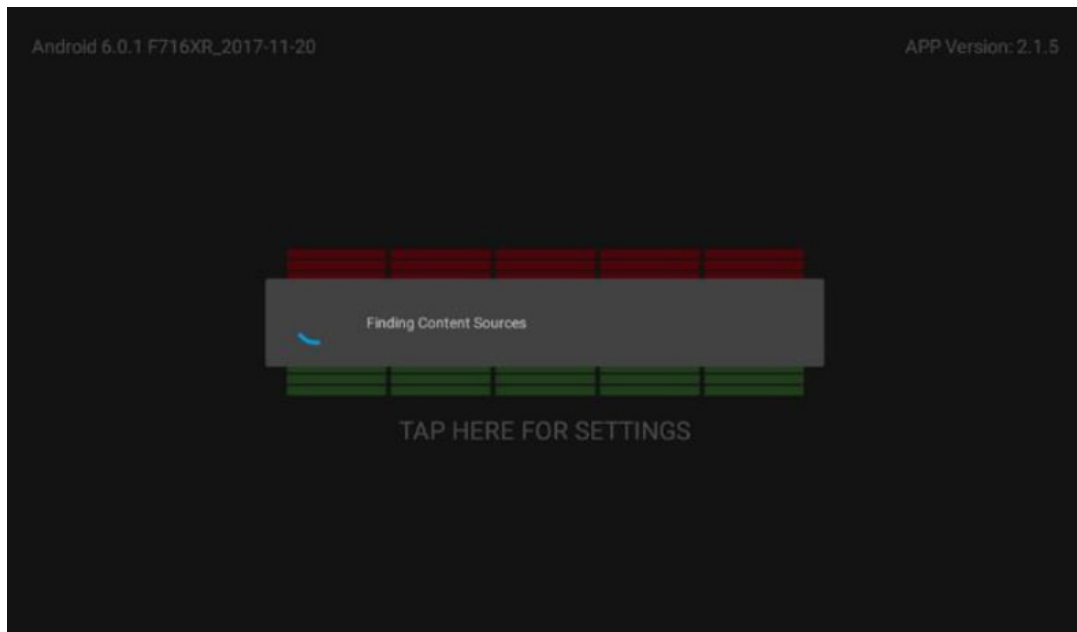 Android 6.0.1 F716XR_2017-11-20
APP Version: 2.1.5
Finding Content Sources
TAP HERE FOR SETTINGS